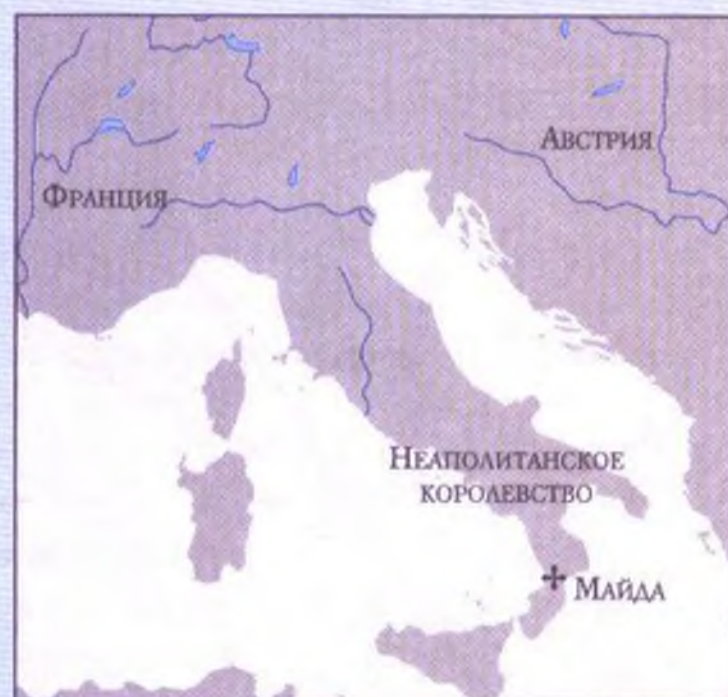 Австрия
Франция
Неаполитанское
королевство
Майда